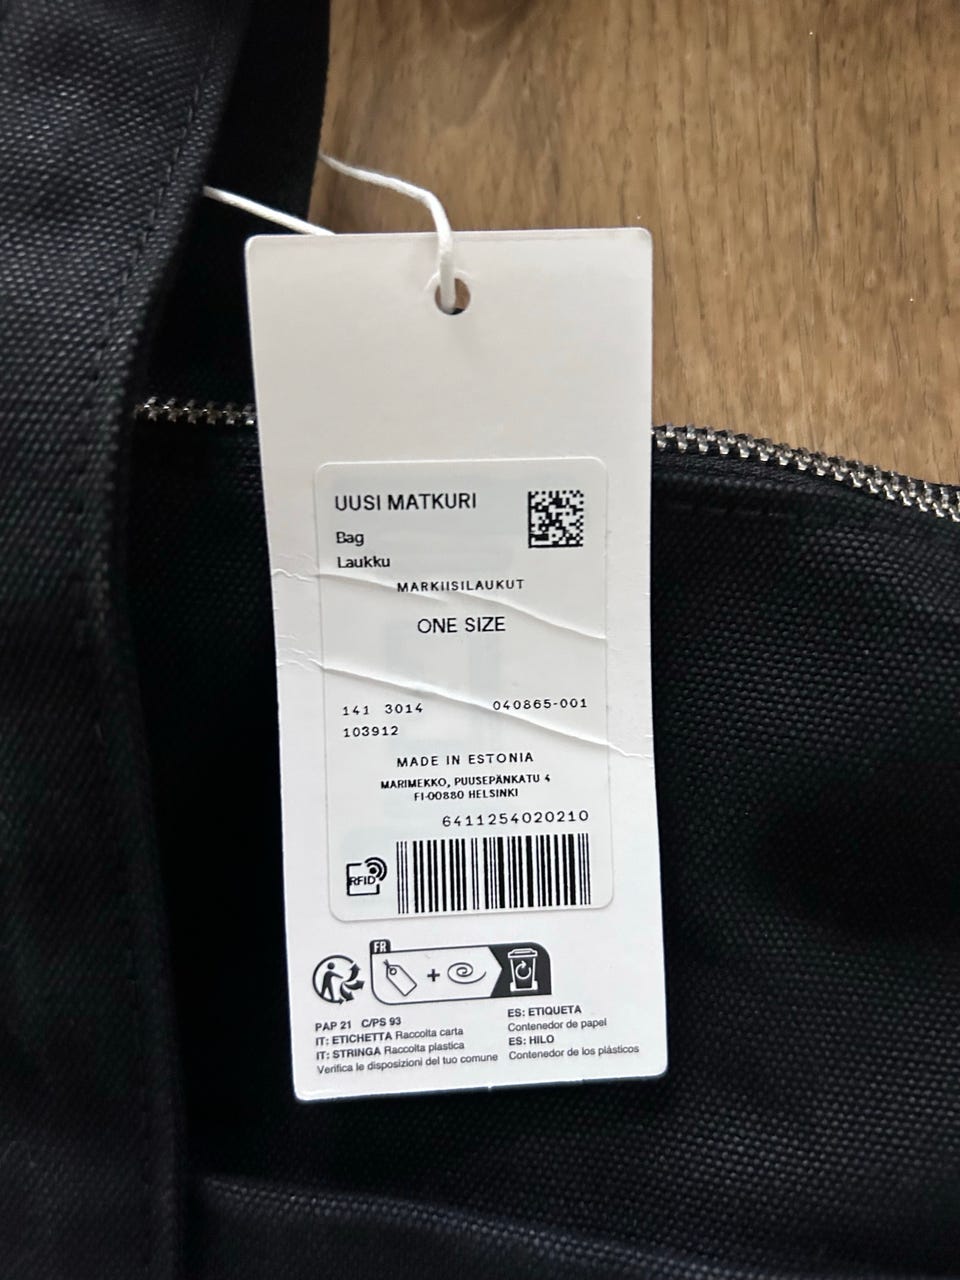 UUSI MATKURI
Bag
Laukku
MARKIISILAUKUT
ONE SIZE
141 3014 040865-001
103912
MADE IN ESTONIA
MARIMEKKO, PUUSEPÄNKATU 4
FI-00880 HELSINKI
6411254020210
RFID
FR
PAP 21 C/PS 93
IT: ETICHETTA Raccolta carta
IT: STRINGA Raccolta plastica
Verifica le disposizioni del tuo comune
ES: ETIQUETA
Contenedor de papel
ES: HILO
Contenedor de los plásticos